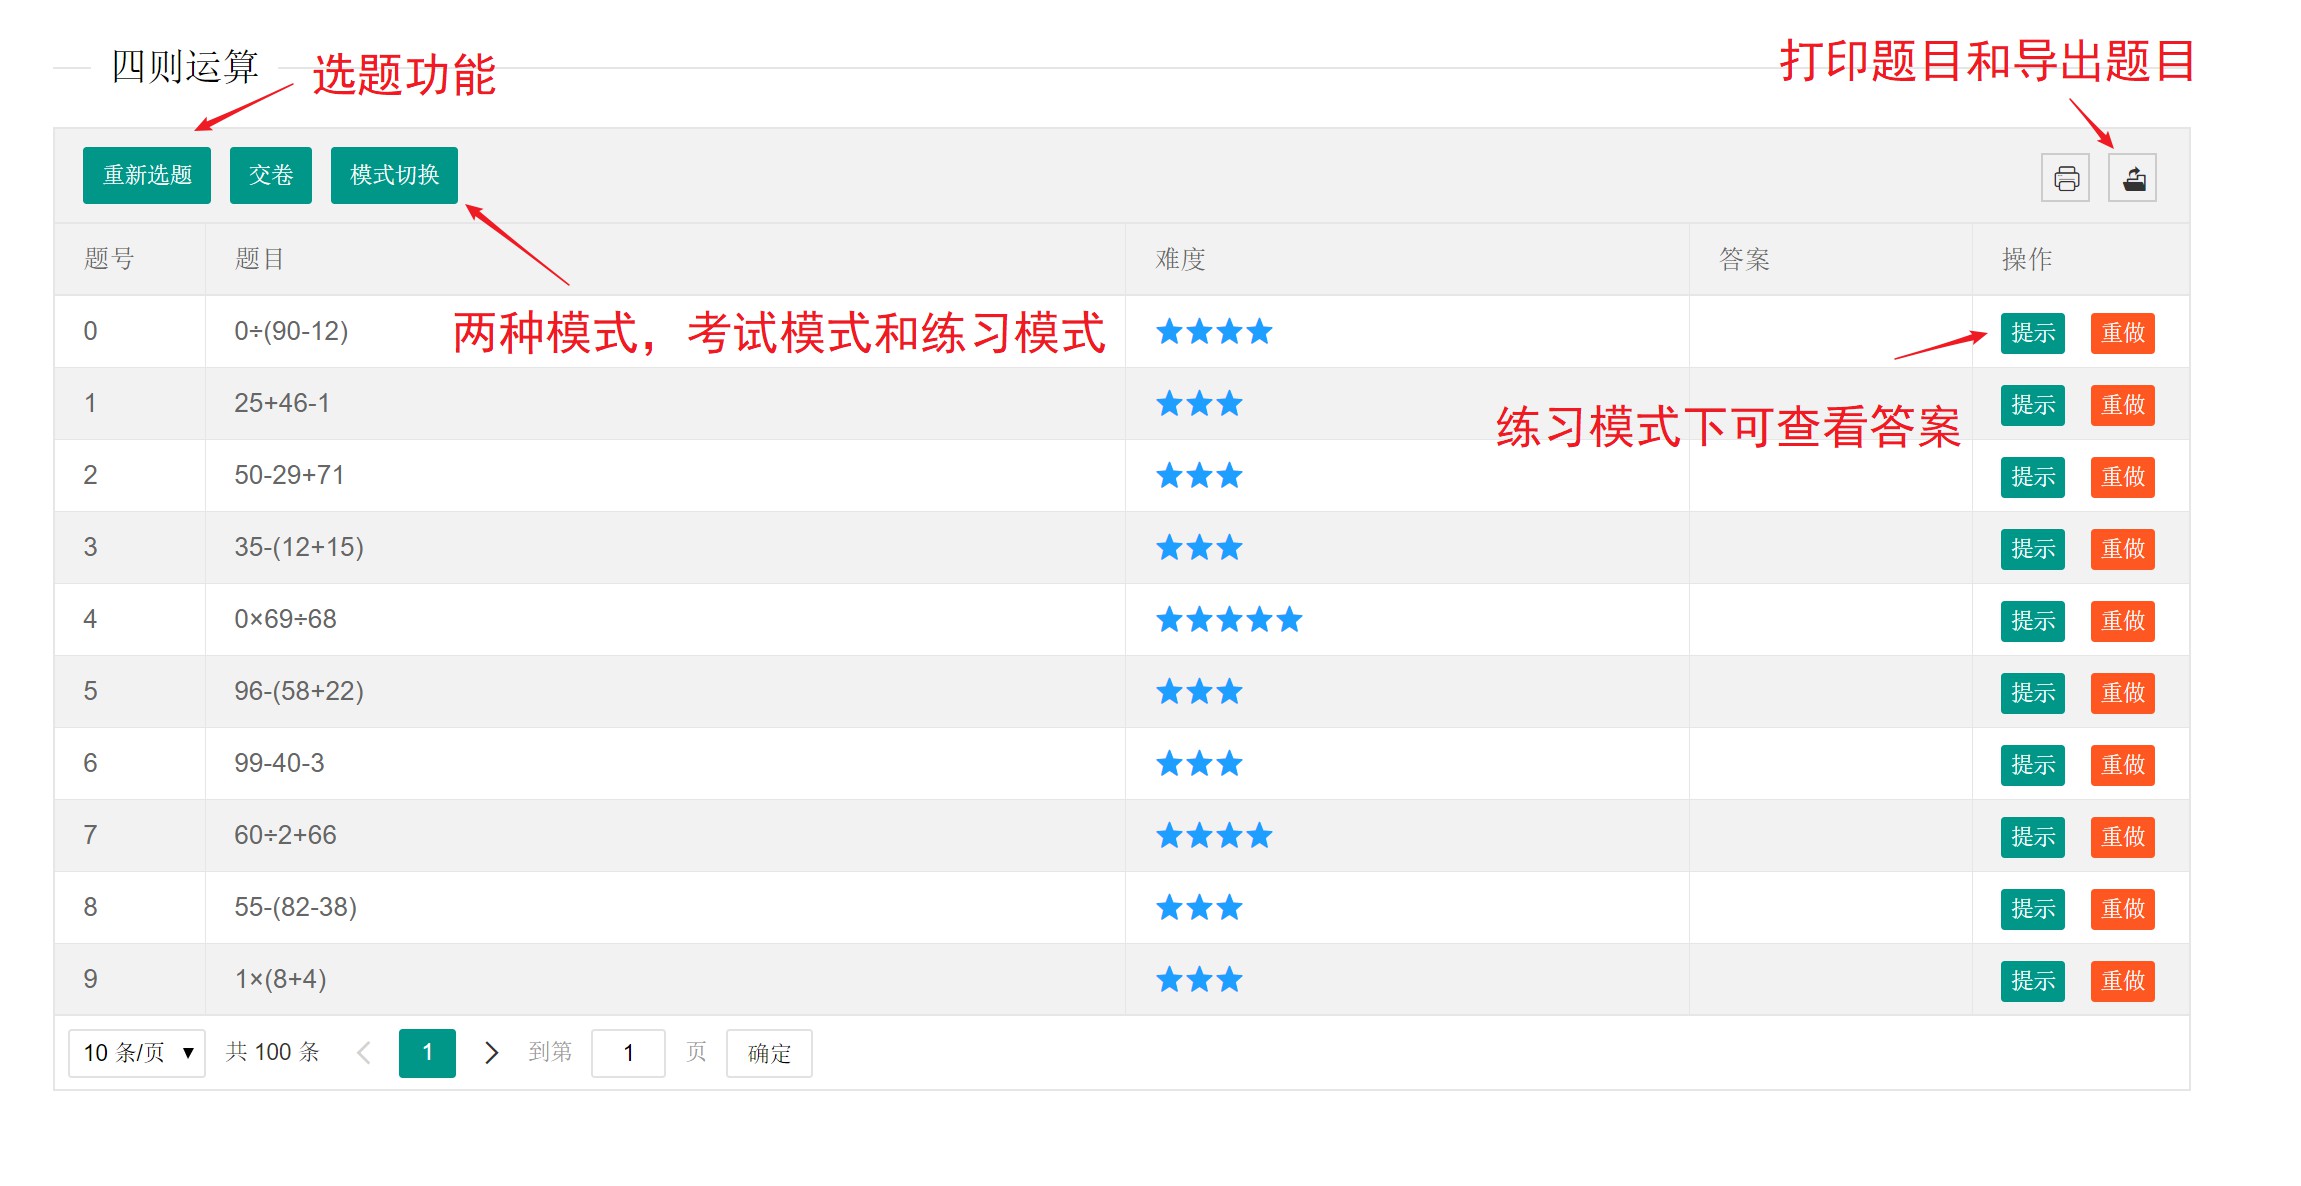 四则运算
选题功能
打印题目和导出题目
重新选题 交卷 模式切换
题号 题目 难度 答案 操作
0 0÷(90-12) 提示 重做
两种模式，考试模式和练习模式
1 25+46-1 提示 重做
练习模式下可查看答案
2 50-29+71 提示 重做
3 35-(12+15) 提示 重做
4 0×69÷68 提示 重做
5 96-(58+22) 提示 重做
6 99-40-3 提示 重做
7 60÷2+66 提示 重做
8 55-(82-38) 提示 重做
9 1×(8+4) 提示 重做
10 条/页 共 100 条 1 到第 1 页 确定